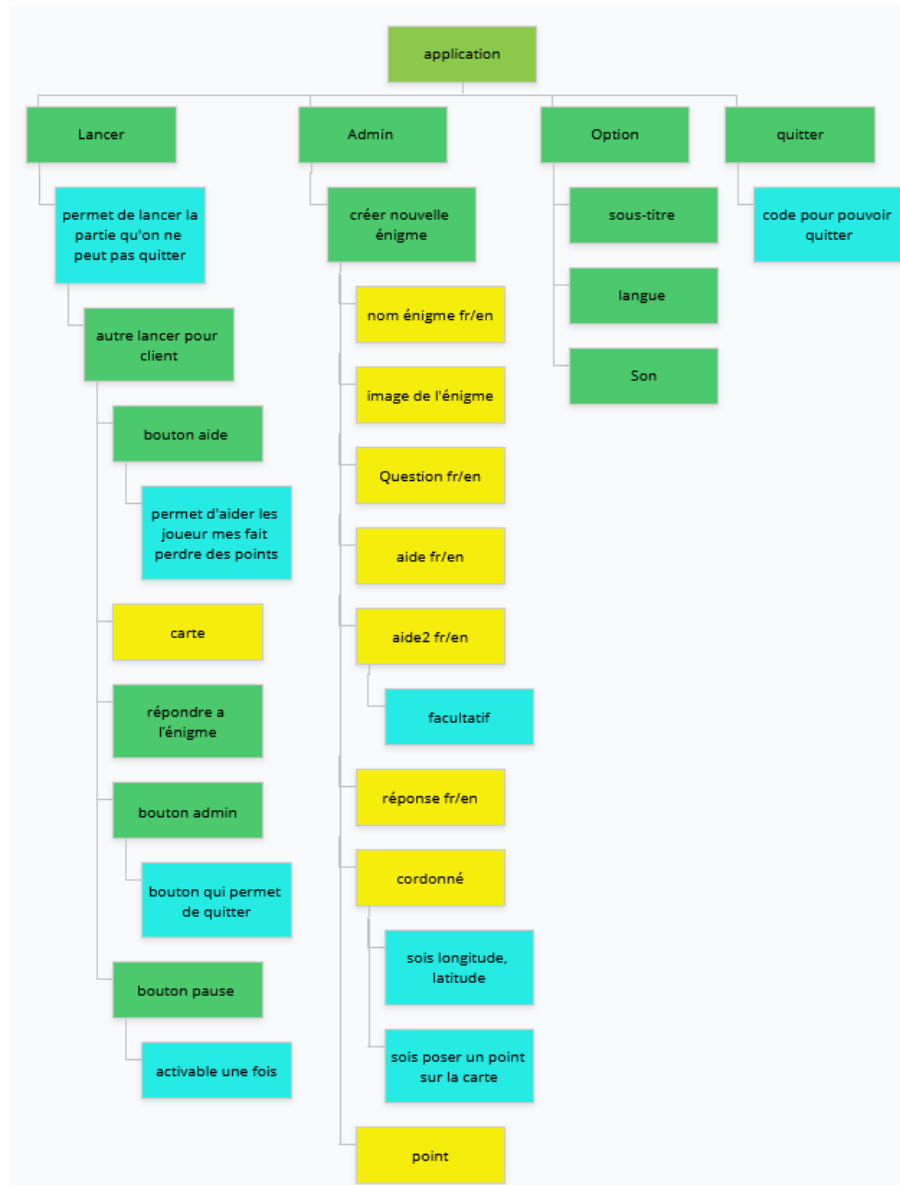 application
Lancer
Admin
Option
quitter
permet de lancer la
partie qu'on ne
peut pas quitter
autre lancer pour
client
bouton aide
permet d'aider les
joueur mes fait
perdre des points
carte
répondre a
l'énigme
bouton admin
bouton qui permet
de quitter
bouton pause
activable une fois
créer nouvelle
énigme
nom énigme fr/en
image de l'énigme
Question fr/en
aide fr/en
aide2 fr/en
facultatif
réponse fr/en
cordonné
sois longitude,
latitude
sois poser un point
sur la carte
point
sous-titre
langue
Son
code pour pouvoir
quitter